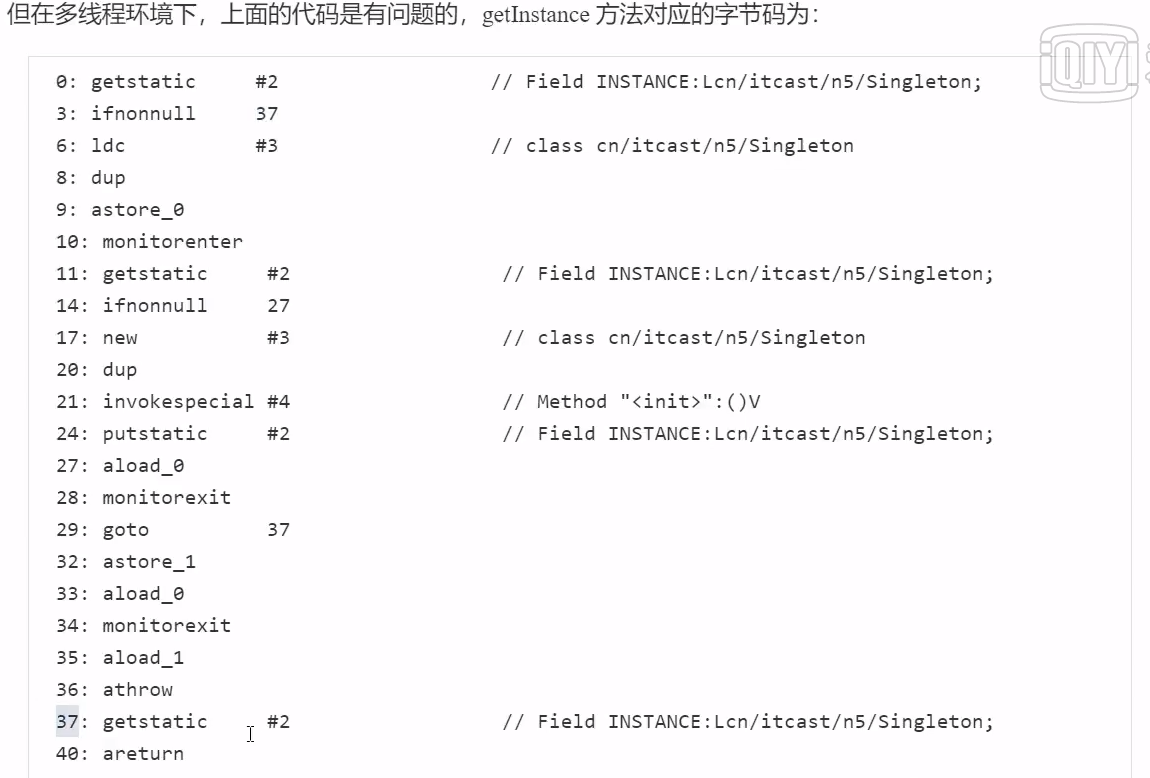 但在多线程环境下，上面的代码是有问题的，getInstance 方法对应的字节码为：
QIYI
0: getstatic #2 // Field INSTANCE:Lcn/itcast/n5/Singleton;
3: ifnonnull 37
6: ldc #3 // class cn/itcast/n5/Singleton
8: dup
9: astore_0
10: monitorenter
11: getstatic #2 // Field INSTANCE:Lcn/itcast/n5/Singleton;
14: ifnonnull 27
17: new #3 // class cn/itcast/n5/Singleton
20: dup
21: invokespecial #4 // Method "<init>":()V
24: putstatic #2 // Field INSTANCE:Lcn/itcast/n5/Singleton;
27: aload_0
28: monitorexit
29: goto 37
32: astore_1
33: aload_0
34: monitorexit
35: aload_1
36: athrow
37: getstatic #2 // Field INSTANCE:Lcn/itcast/n5/Singleton;
40: areturn